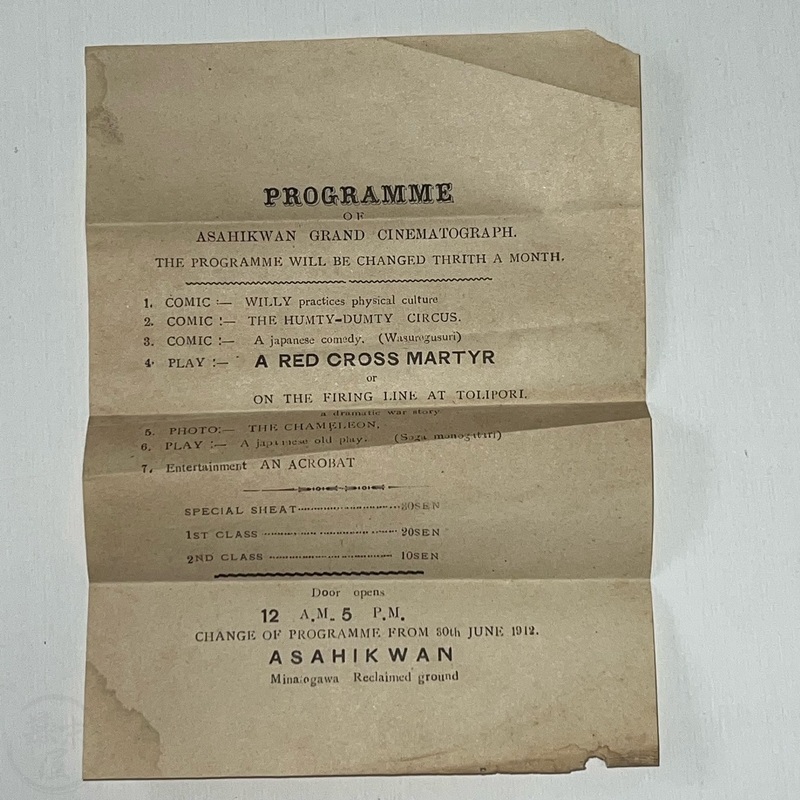 PROGRAMME
OF
ASAHIKWAN GRAND CINEMATOGRAPH.
THE PROGRAMME WILL BE CHANGED THRITH A MONTH.
1. COMIC :— WILLY practices physical culture
2. COMIC :— THE HUMTY-DUMTY CIRCUS.
3. COMIC :— A japanese comedy. (Wasuregusuri)
4. PLAY :— A RED CROSS MARTYR
or
ON THE FIRING LINE AT TOLIPORI.
a dramatic war story
5. PHOTO:— THE CHAMELEON.
6. PLAY :— A japainese old play. (Soga monogatari)
7. Entertainment AN ACROBAT
SPECIAL SHEAT 30SEN
1ST CLASS 20SEN
2ND CLASS 10SEN
Door opens
12 A.M. 5 P.M.
CHANGE OF PROGRAMME FROM 30th JUNE 1912.
ASAHIKWAN
Minatogawa Reclaimed ground